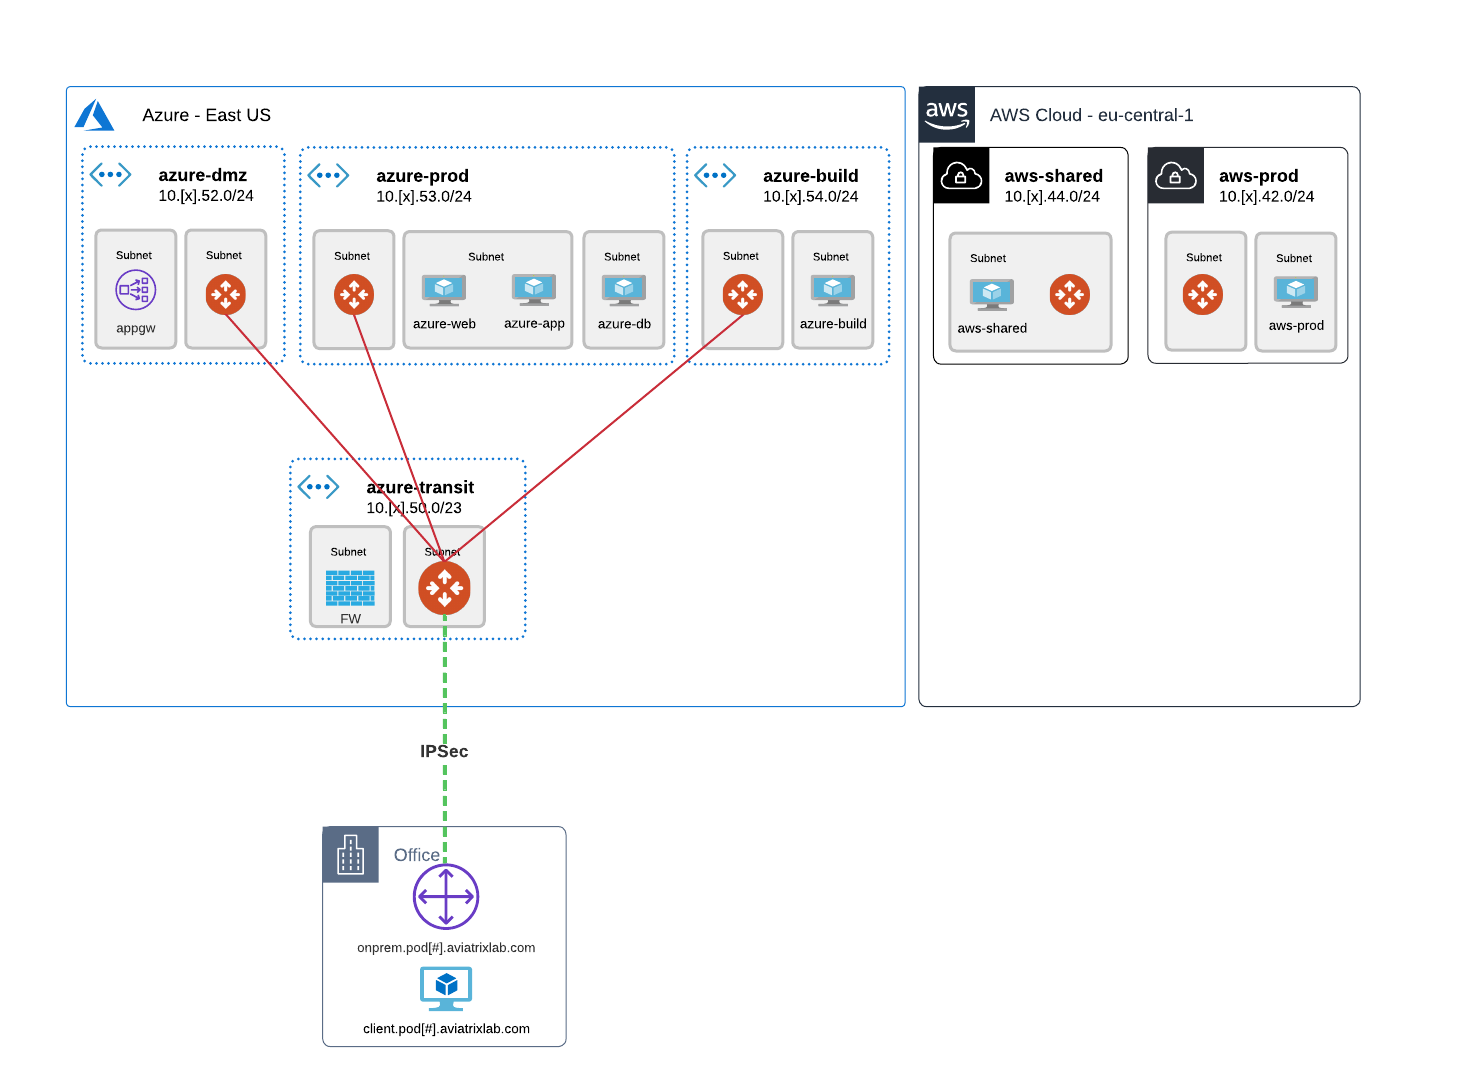 Azure - East US
aws
AWS Cloud - eu-central-1
azure-dmz
10.[x].52.0/24
azure-prod
10.[x].53.0/24
azure-build
10.[x].54.0/24
aws-shared
10.[x].44.0/24
aws-prod
10.[x].42.0/24
Subnet
appgw
Subnet
Subnet
Subnet
azure-web
azure-app
Subnet
azure-db
Subnet
Subnet
azure-build
Subnet
aws-shared
Subnet
Subnet
aws-prod
azure-transit
10.[x].50.0/23
Subnet
FW
Subnet
IPSec
Office
onprem.pod[#].aviatrixlab.com
client.pod[#].aviatrixlab.com